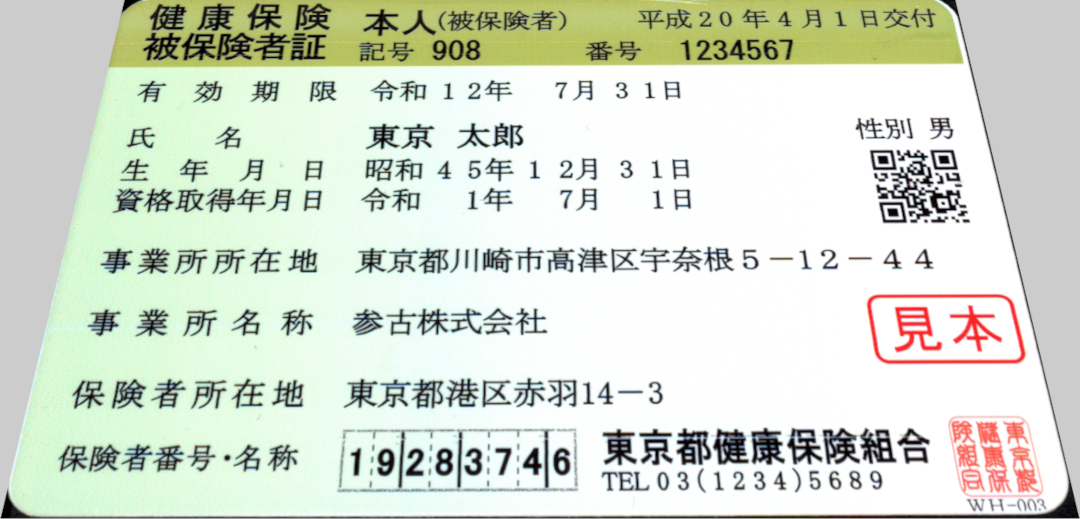 健康保険 本人(被保険者) 平成20年4月1日交付
被保険者証 記号 908 番号 1234567
有効期限 令和12年 7月31日
氏名 東京 太郎 性別 男
生年月日 昭和45年12月31日
資格取得年月日 令和 1年 7月 1日
事業所所在地 東京都川崎市高津区宇奈根5-12-44
事業所名称 参古株式会社
見本
保険者所在地 東京都港区赤羽14-3
保険者番号・名称 19283746 東京都健康保険組合
TEL03(1234)5689
東京都健康保険組合
WH-003